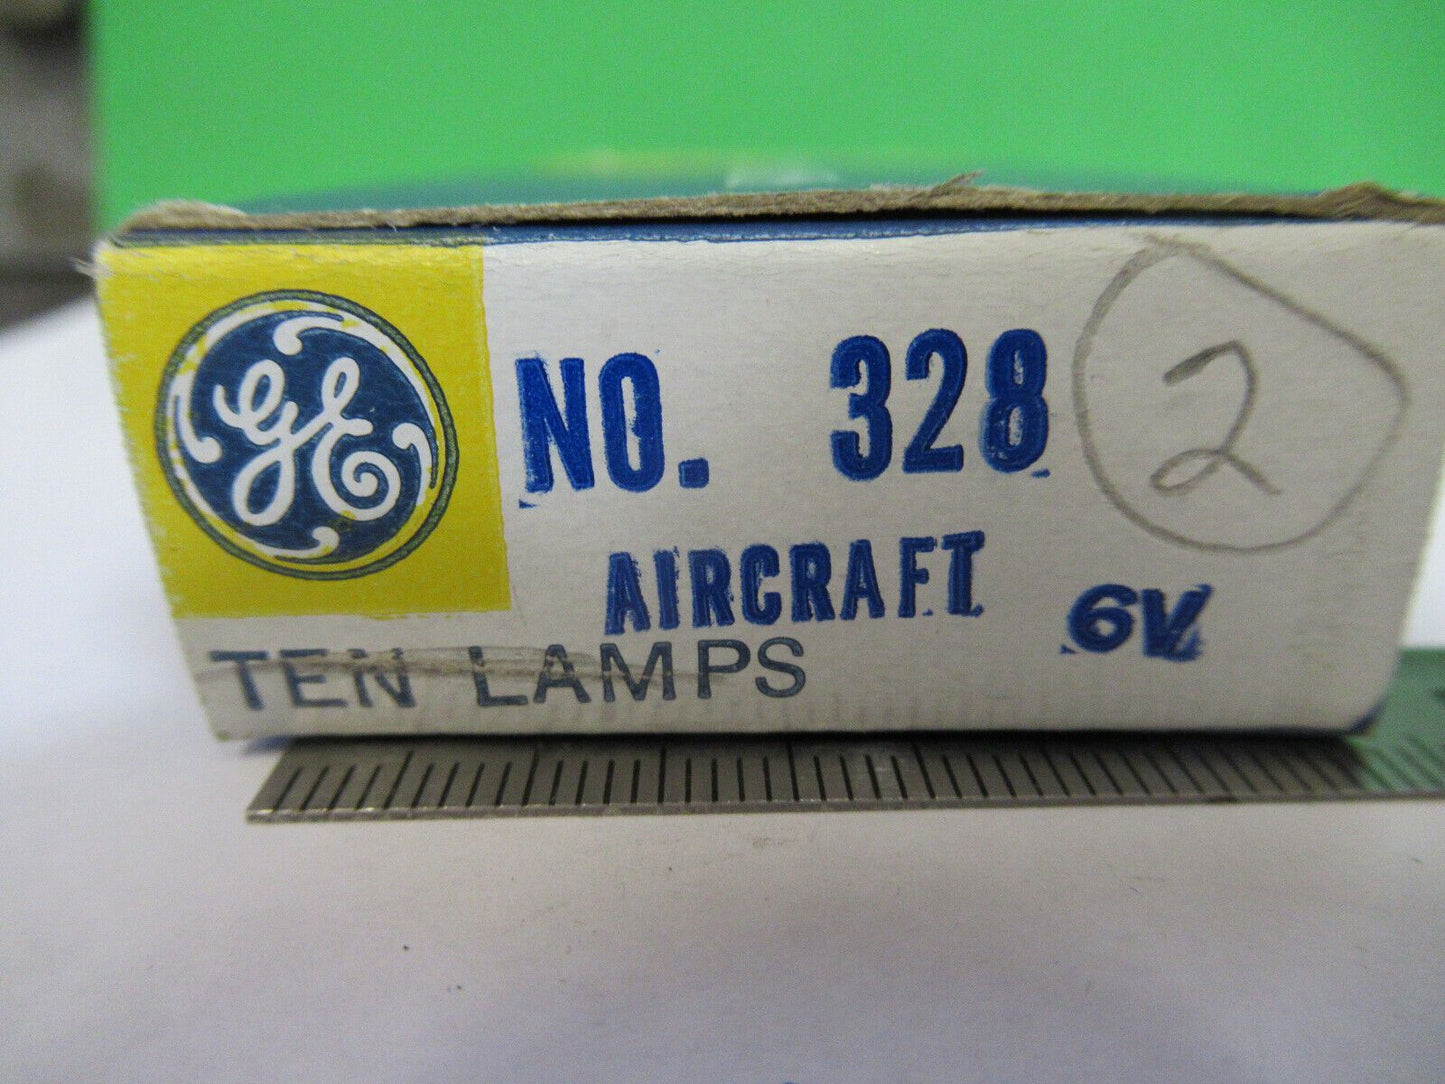 GE
NO. 328
2
AIRCRAFT
6V
TEN LAMPS